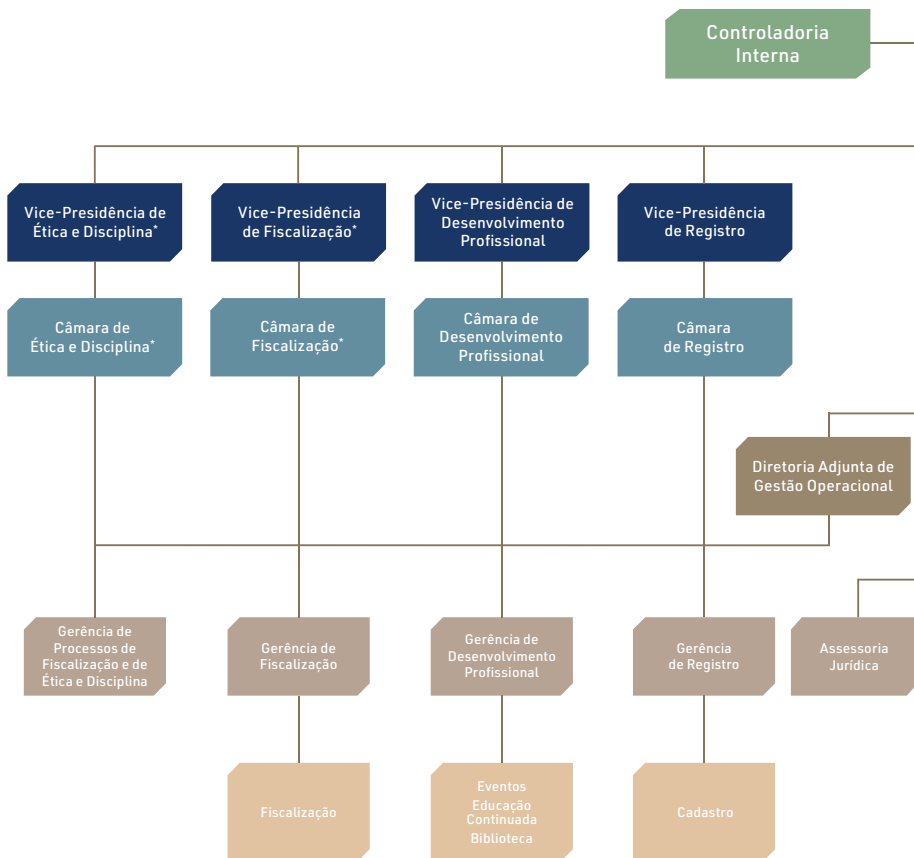 Controladoria
Interna
Vice-Presidência de
Ética e Disciplina*
Vice-Presidência
de Fiscalização*
Vice-Presidência de
Desenvolvimento
Profissional
Vice-Presidência
de Registro
Câmara de
Ética e Disciplina*
Câmara de
Fiscalização*
Câmara de
Desenvolvimento
Profissional
Câmara
de Registro
Diretoria Adjunta de
Gestão Operacional
Gerência de
Processos de
Fiscalização e de
Ética e Disciplina
Gerência de
Fiscalização
Gerência de
Desenvolvimento
Profissional
Gerência
de Registro
Assessoria
Jurídica
Fiscalização
Eventos
Educação
Continuada
Biblioteca
Cadastro